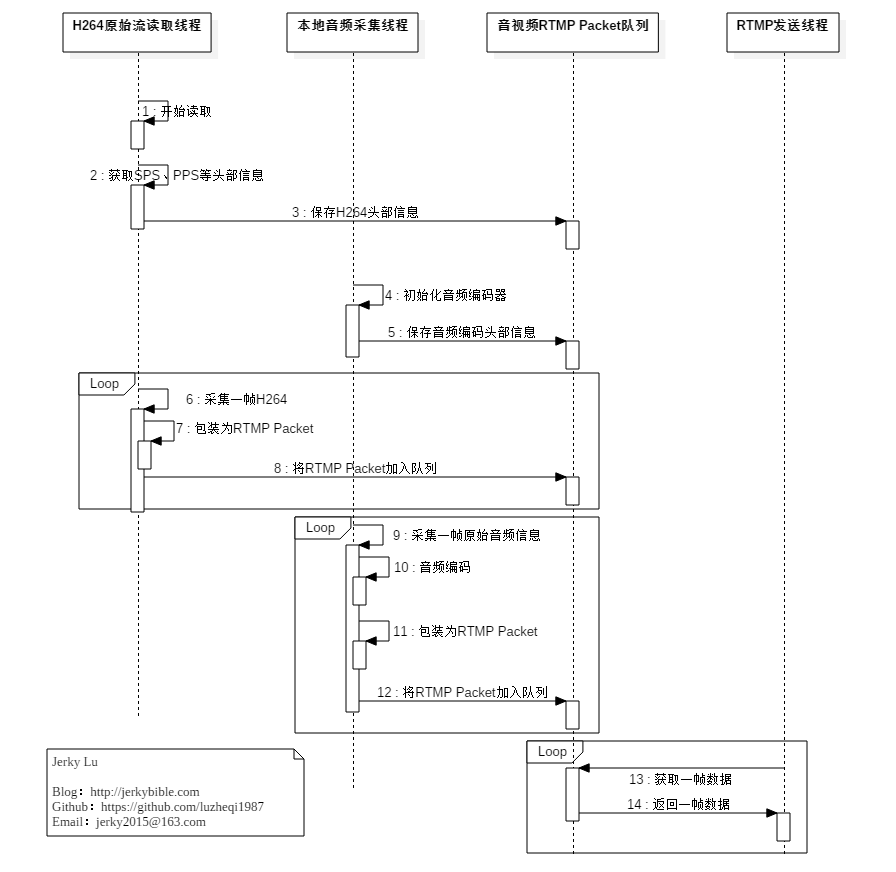 H264原始流读取线程
本地音频采集线程
音视频RTMP Packet队列
RTMP发送线程
1 : 开始读取
2 : 获取SPS、PPS等头部信息
3 : 保存H264头部信息
4 : 初始化音频编码器
5 : 保存音频编码头部信息
Loop
6 : 采集一帧H264
7 : 包装为RTMP Packet
8 : 将RTMP Packet加入队列
Loop
9 : 采集一帧原始音频信息
10 : 音频编码
11 : 包装为RTMP Packet
12 : 将RTMP Packet加入队列
Loop
13 : 获取一帧数据
14 : 返回一帧数据
Jerky Lu
Blog：http://jerkybible.com
Github：https://github.com/luzheqi1987
Email：jerky2015@163.com